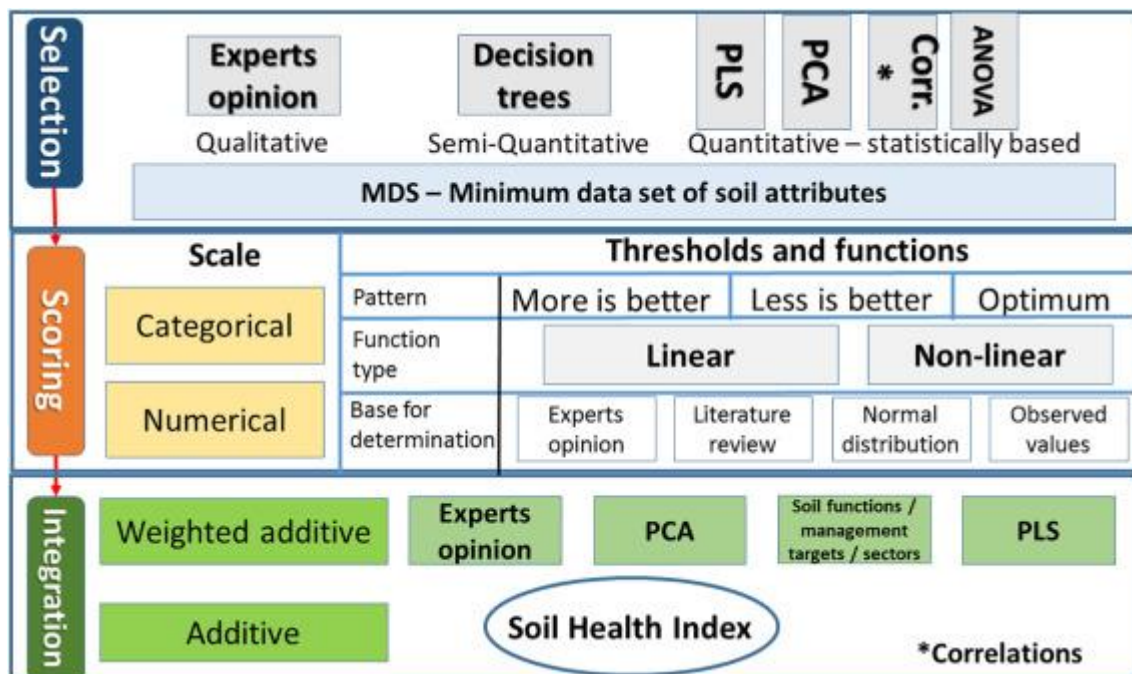 Selection
Experts
opinion
Qualitative
Decision
trees
Semi-Quantitative
PLS
PCA
Corr.
*
ANOVA
Quantitative – statistically based
MDS – Minimum data set of soil attributes
Scoring
Scale
Categorical
Numerical
Thresholds and functions
Pattern
More is better
Less is better
Optimum
Function
type
Linear
Non-linear
Base for
determination
Experts
opinion
Literature
review
Normal
distribution
Observed
values
Integration
Weighted additive
Experts
opinion
PCA
Soil functions /
management
targets / sectors
PLS
Additive
Soil Health Index
*Correlations